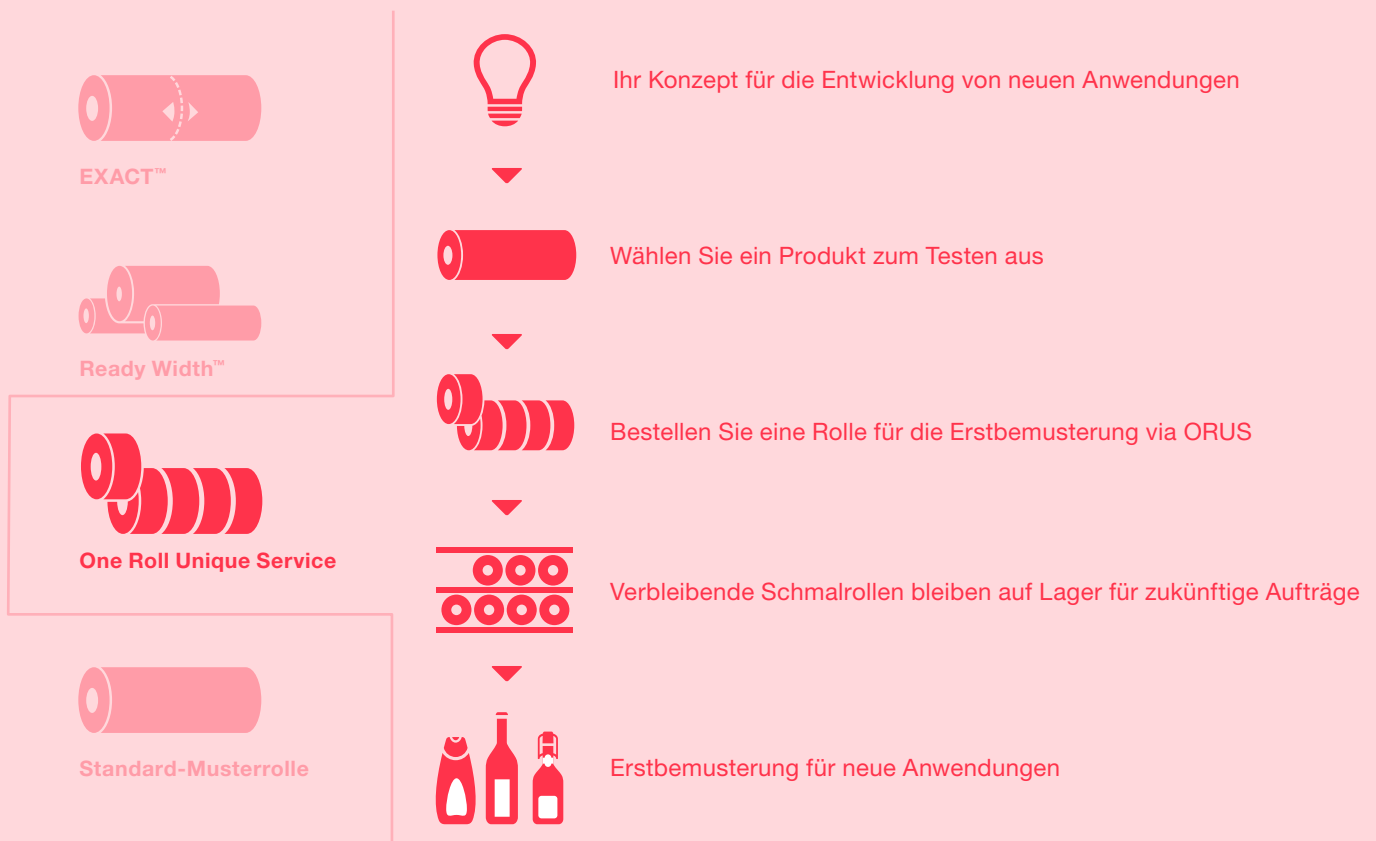 EXACT™
Ready Width™
One Roll Unique Service
Standard-Musterrolle
Ihr Konzept für die Entwicklung von neuen Anwendungen
Wählen Sie ein Produkt zum Testen aus
Bestellen Sie eine Rolle für die Erstbemusterung via ORUS
Verbleibende Schmalrollen bleiben auf Lager für zukünftige Aufträge
Erstbemusterung für neue Anwendungen